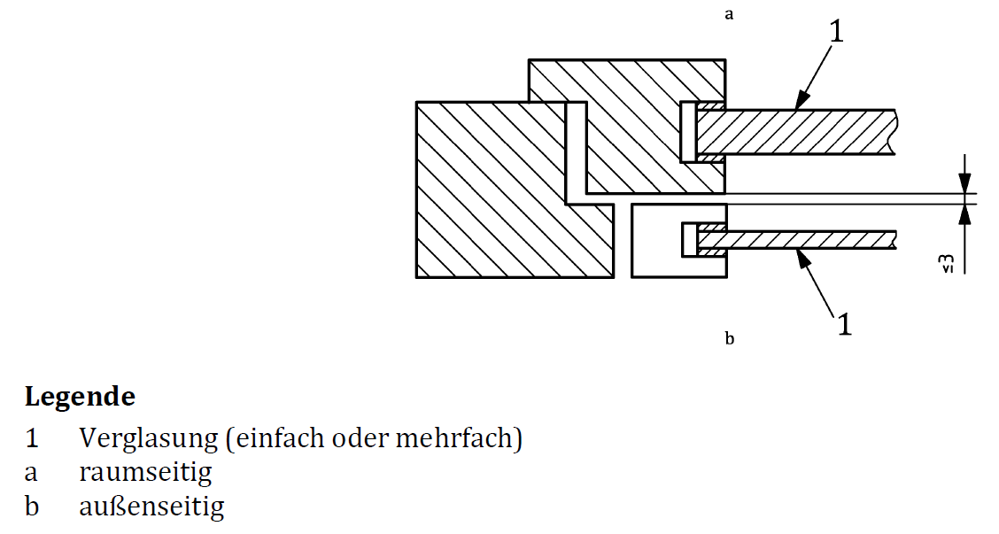 a
1
≤3
1
b
Legende
1 Verglasung (einfach oder mehrfach)
a raumseitig
b außenseitig